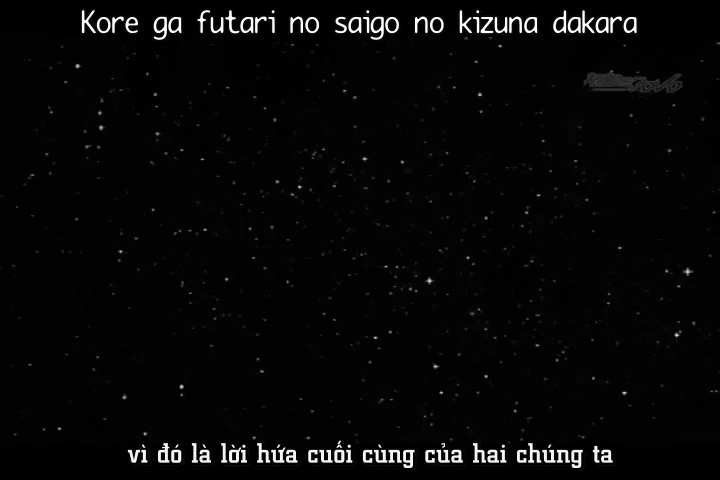 Kore ga futari no saigo no kizuna dakara
vì đó là lời hứa cuối cùng của hai chúng ta